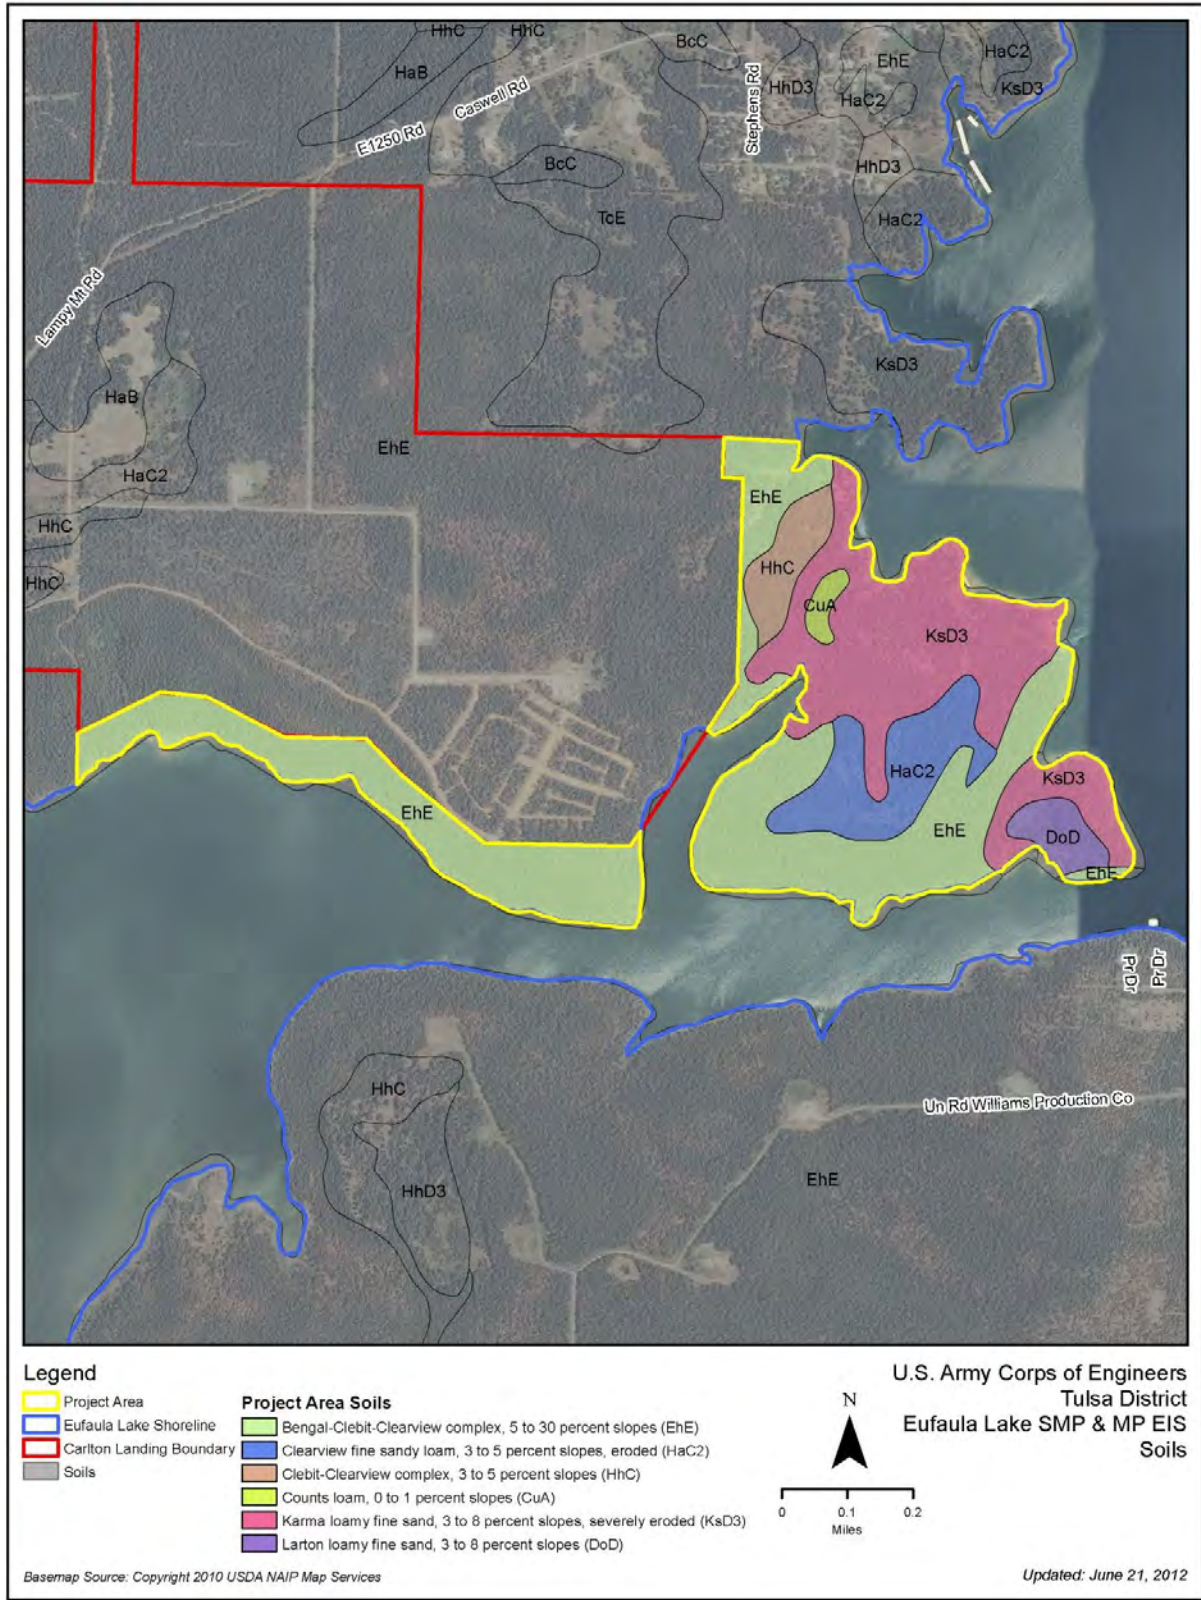 HhC
HhC
BcC
HaB
Caswell Rd
E1250 Rd
Stephens Rd
HhD3
EhE
HaC2
HaC2
KsD3
BcC
HhD3
TcE
HaC2
Lampy Mt Rd
KsD3
HaB
EhE
HaC2
HhC
HhC
EhE
HhC
CuA
KsD3
HaC2
KsD3
EhE
EhE
DoD
EhE
Pr Dr
Pr Dr
HhC
Un Rd Williams Production Co
HhD3
EhE
Legend
Project Area
Eufaula Lake Shoreline
Carlton Landing Boundary
Soils
Project Area Soils
Bengal-Clebit-Clearview complex, 5 to 30 percent slopes (EhE)
Clearview fine sandy loam, 3 to 5 percent slopes, eroded (HaC2)
Clebit-Clearview complex, 3 to 5 percent slopes (HhC)
Counts loam, 0 to 1 percent slopes (CuA)
Karma loamy fine sand, 3 to 8 percent slopes, severely eroded (KsD3)
Larton loamy fine sand, 3 to 8 percent slopes (DoD)
N
0 0.1 0.2
Miles
U.S. Army Corps of Engineers
Tulsa District
Eufaula Lake SMP & MP EIS
Soils
Basemap Source: Copyright 2010 USDA NAIP Map Services
Updated: June 21, 2012